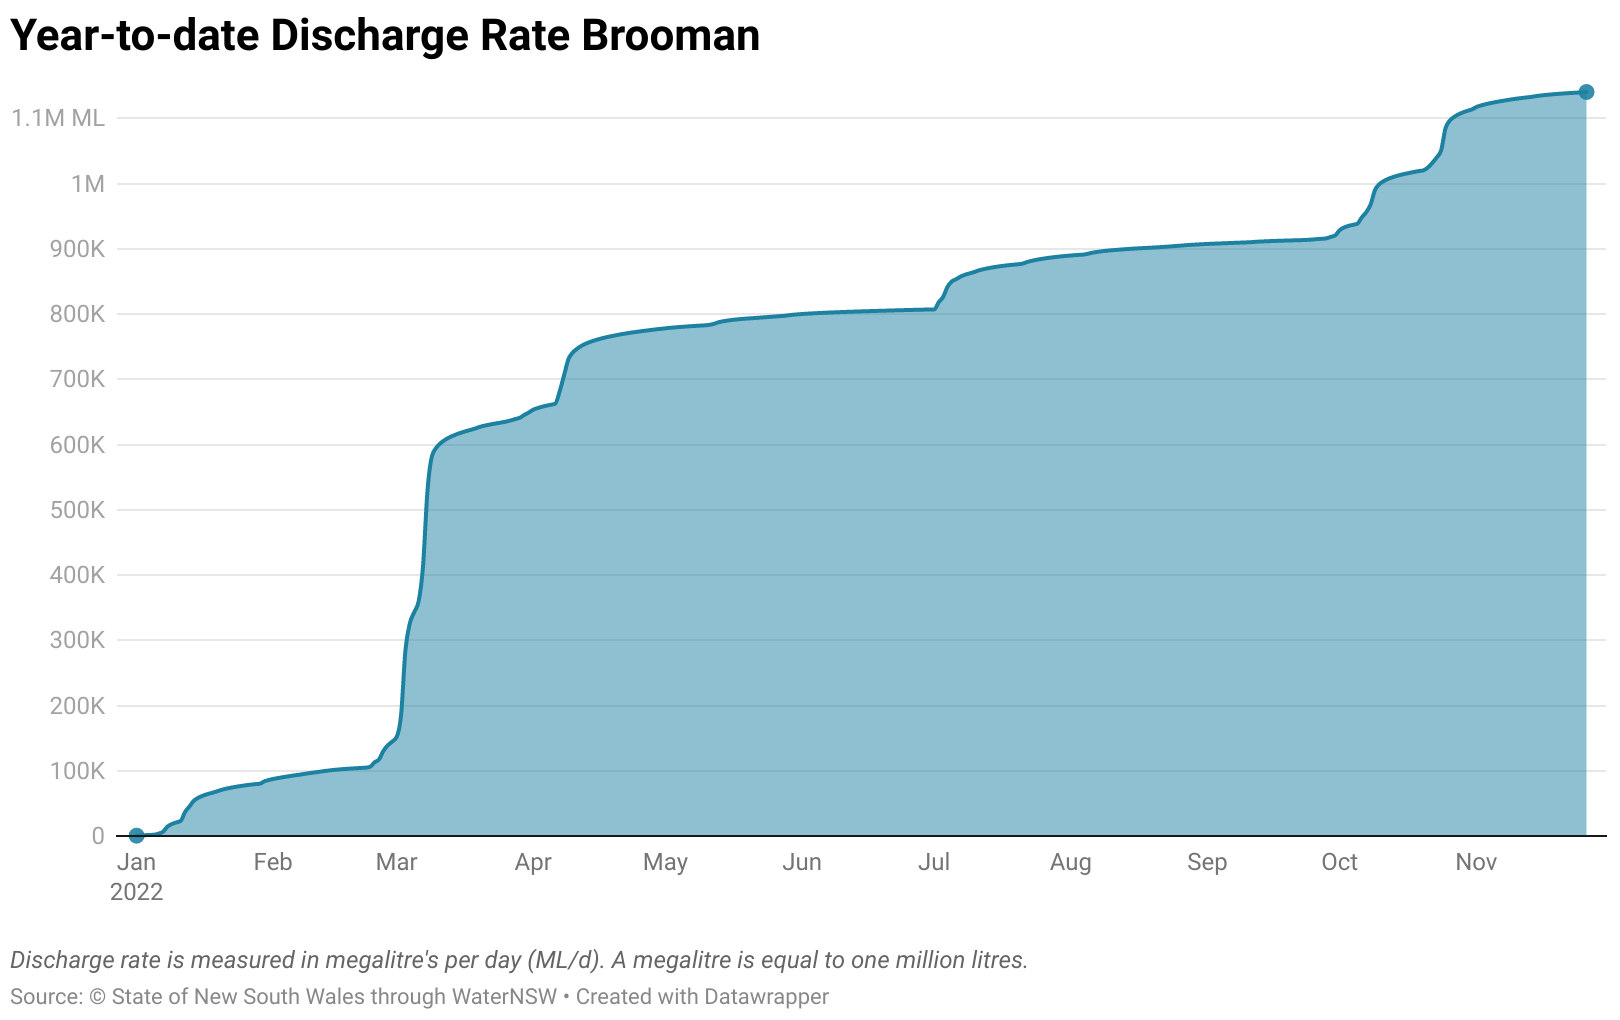 Year-to-date Discharge Rate Brooman
1.1M ML
1M
900K
800K
700K
600K
500K
400K
300K
200K
100K
0
Jan Feb Mar Apr May Jun Jul Aug Sep Oct Nov
2022
Discharge rate is measured in megalitre's per day (ML/d). A megalitre is equal to one million litres.
Source: © State of New South Wales through WaterNSW • Created with Datawrapper